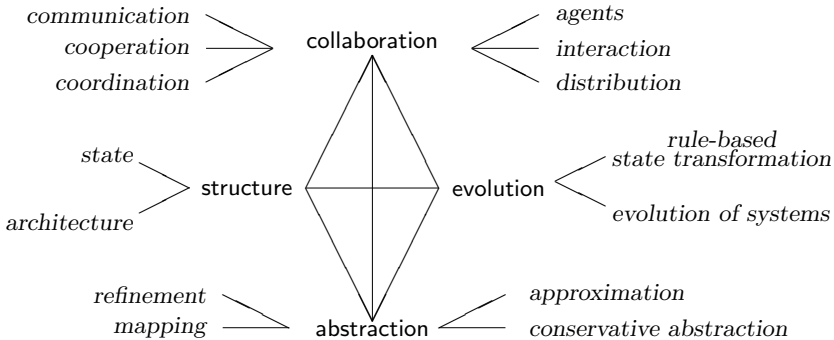 communication
cooperation
coordination
collaboration
agents
interaction
distribution
state
architecture
structure
evolution
rule-based
state transformation
evolution of systems
refinement
mapping
abstraction
approximation
conservative abstraction